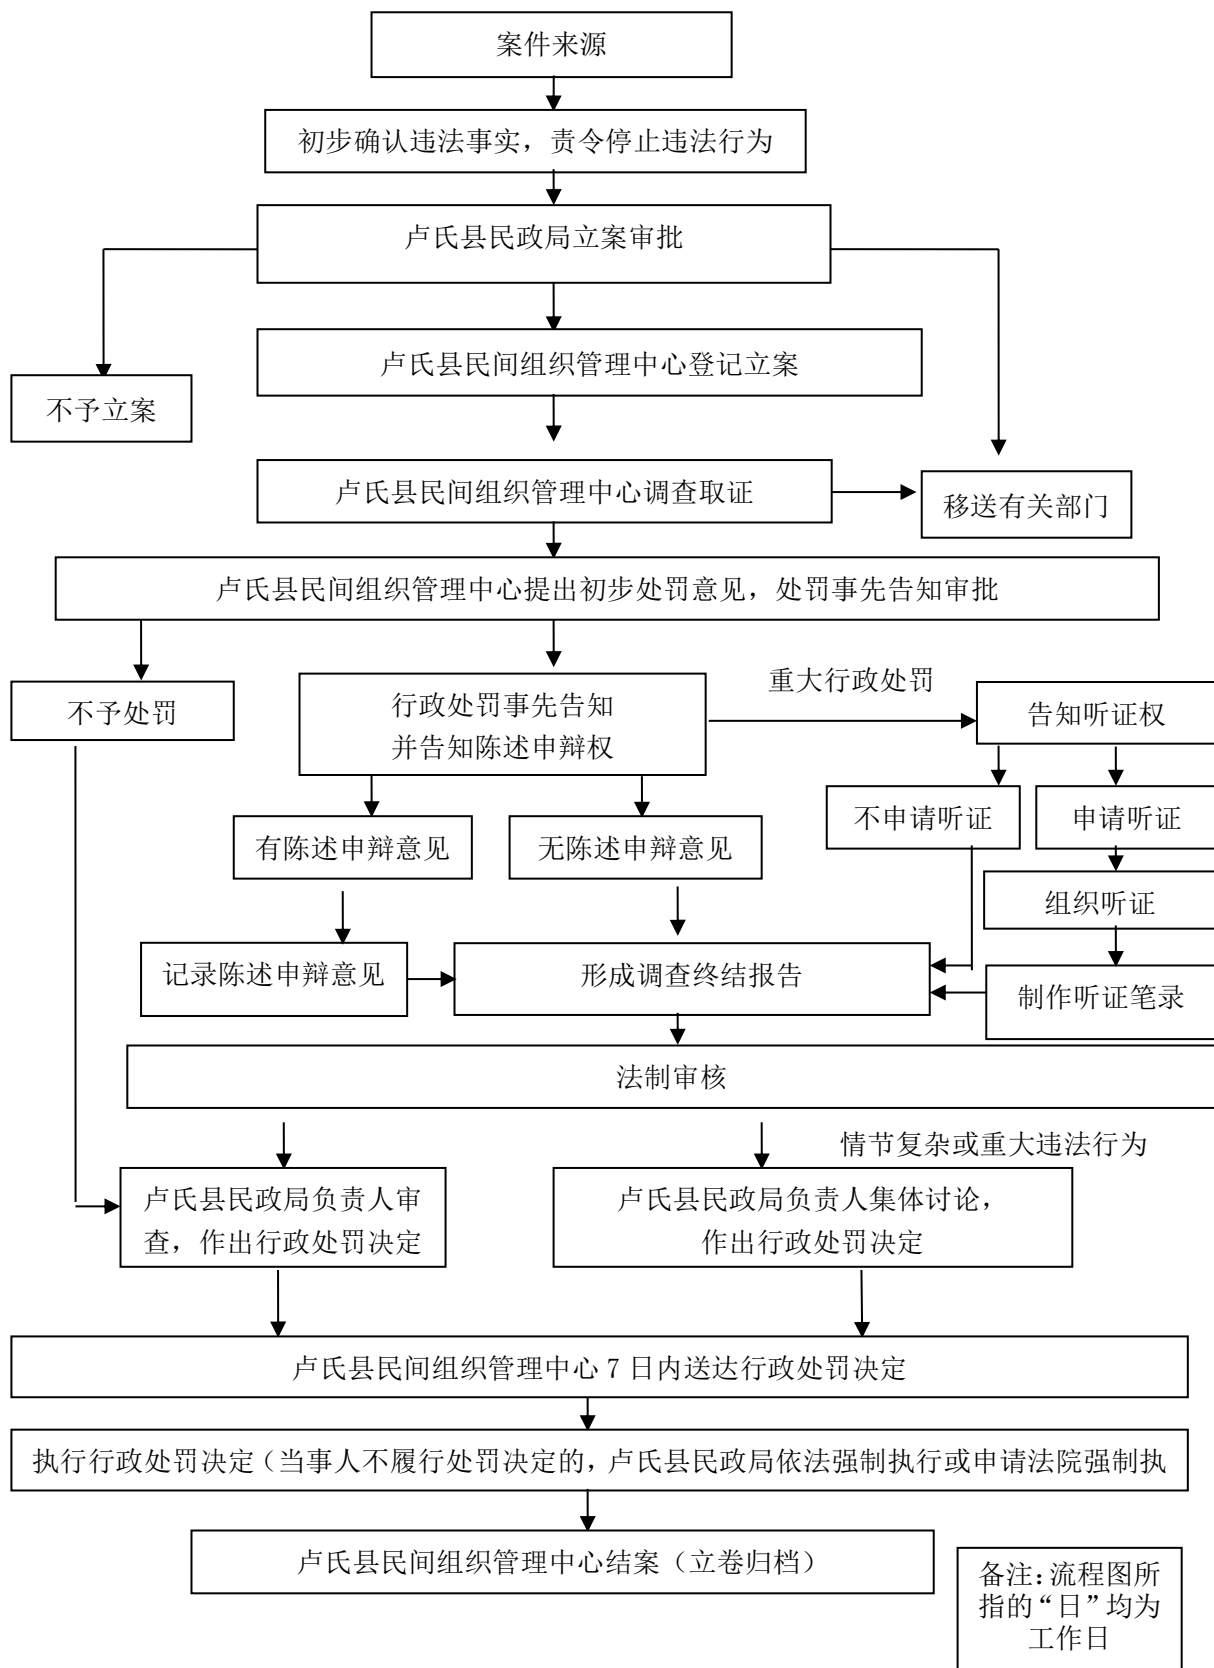 案件来源
初步确认违法事实，责令停止违法行为
卢氏县民政局立案审批
卢氏县民间组织管理中心登记立案
不予立案
卢氏县民间组织管理中心调查取证
移送有关部门
卢氏县民间组织管理中心提出初步处罚意见，处罚事先告知审批
不予处罚
行政处罚事先告知
并告知陈述申辩权
重大行政处罚
告知听证权
不申请听证
申请听证
有陈述申辩意见
无陈述申辩意见
组织听证
记录陈述申辩意见
形成调查终结报告
制作听证笔录
法制审核
情节复杂或重大违法行为
卢氏县民政局负责人审
查，作出行政处罚决定
卢氏县民政局负责人集体讨论，
作出行政处罚决定
卢氏县民间组织管理中心 7 日内送达行政处罚决定
执行行政处罚决定（当事人不履行处罚决定的，卢氏县民政局依法强制执行或申请法院强制执
卢氏县民间组织管理中心结案（立卷归档）
备注：流程图所
指的“日”均为
工作日